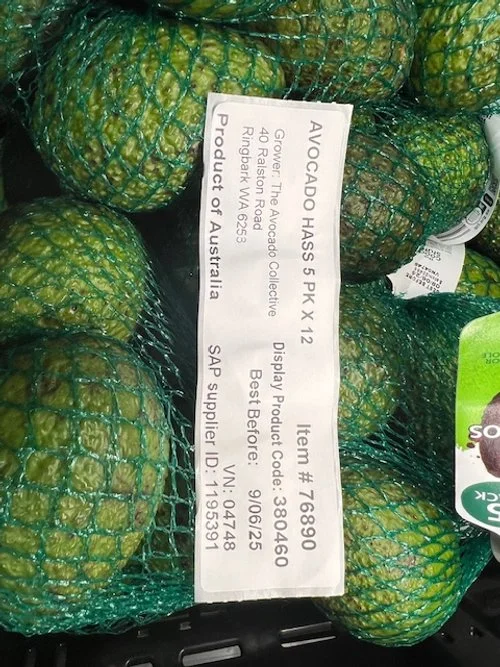 AVOCADO HASS 5 PK X 12
Grower: The Avocado Collective
40 Ralston Road
Ringbark WA 6253
Product of Australia
Item # 76890
Display Product Code: 380460
Best Before: 9/06/25
VN: 04748
SAP supplier ID: 1195391